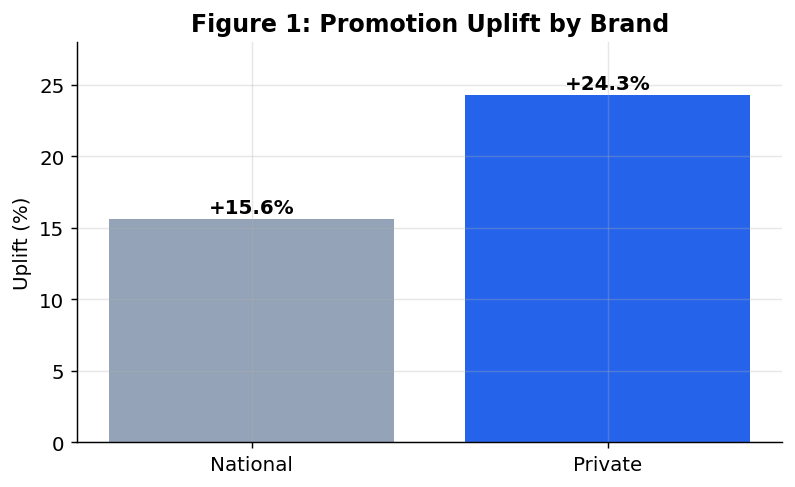 Figure 1: Promotion Uplift by Brand
Uplift (%)
25
20
15
10
5
0
+15.6%
+24.3%
National
Private